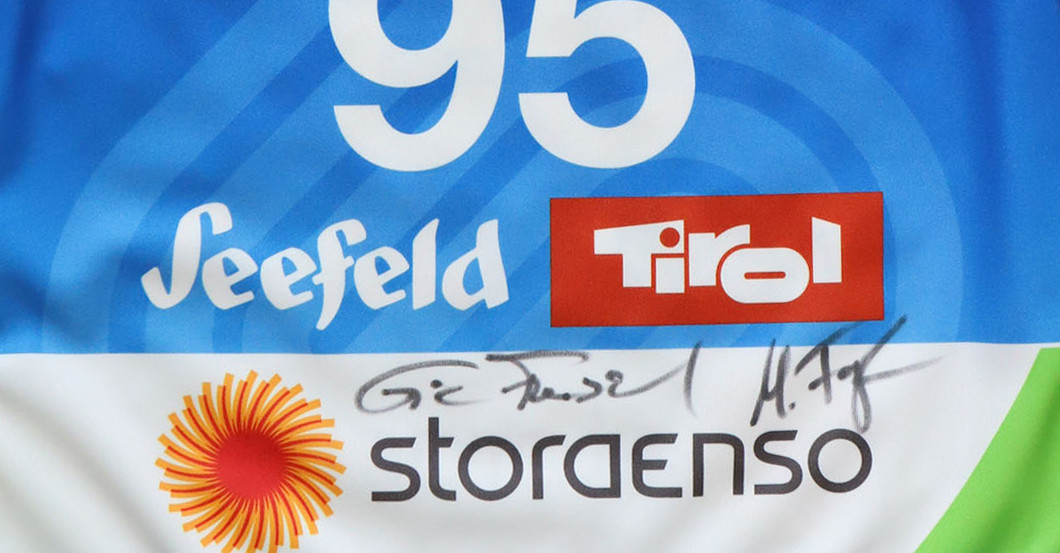 95
Seefeld Tirol
storaenso